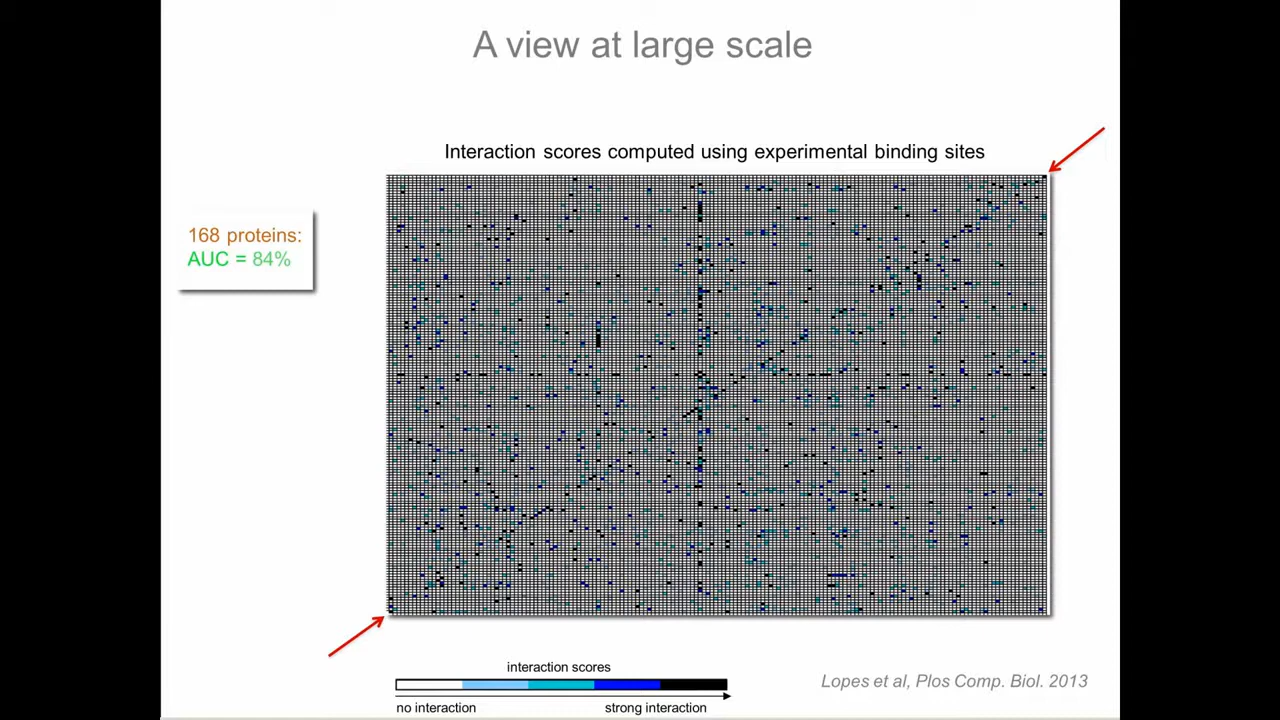 A view at large scale
Interaction scores computed using experimental binding sites
168 proteins:
AUC = 84%
interaction scores
no interaction
strong interaction
Lopes et al, Plos Comp. Biol. 2013